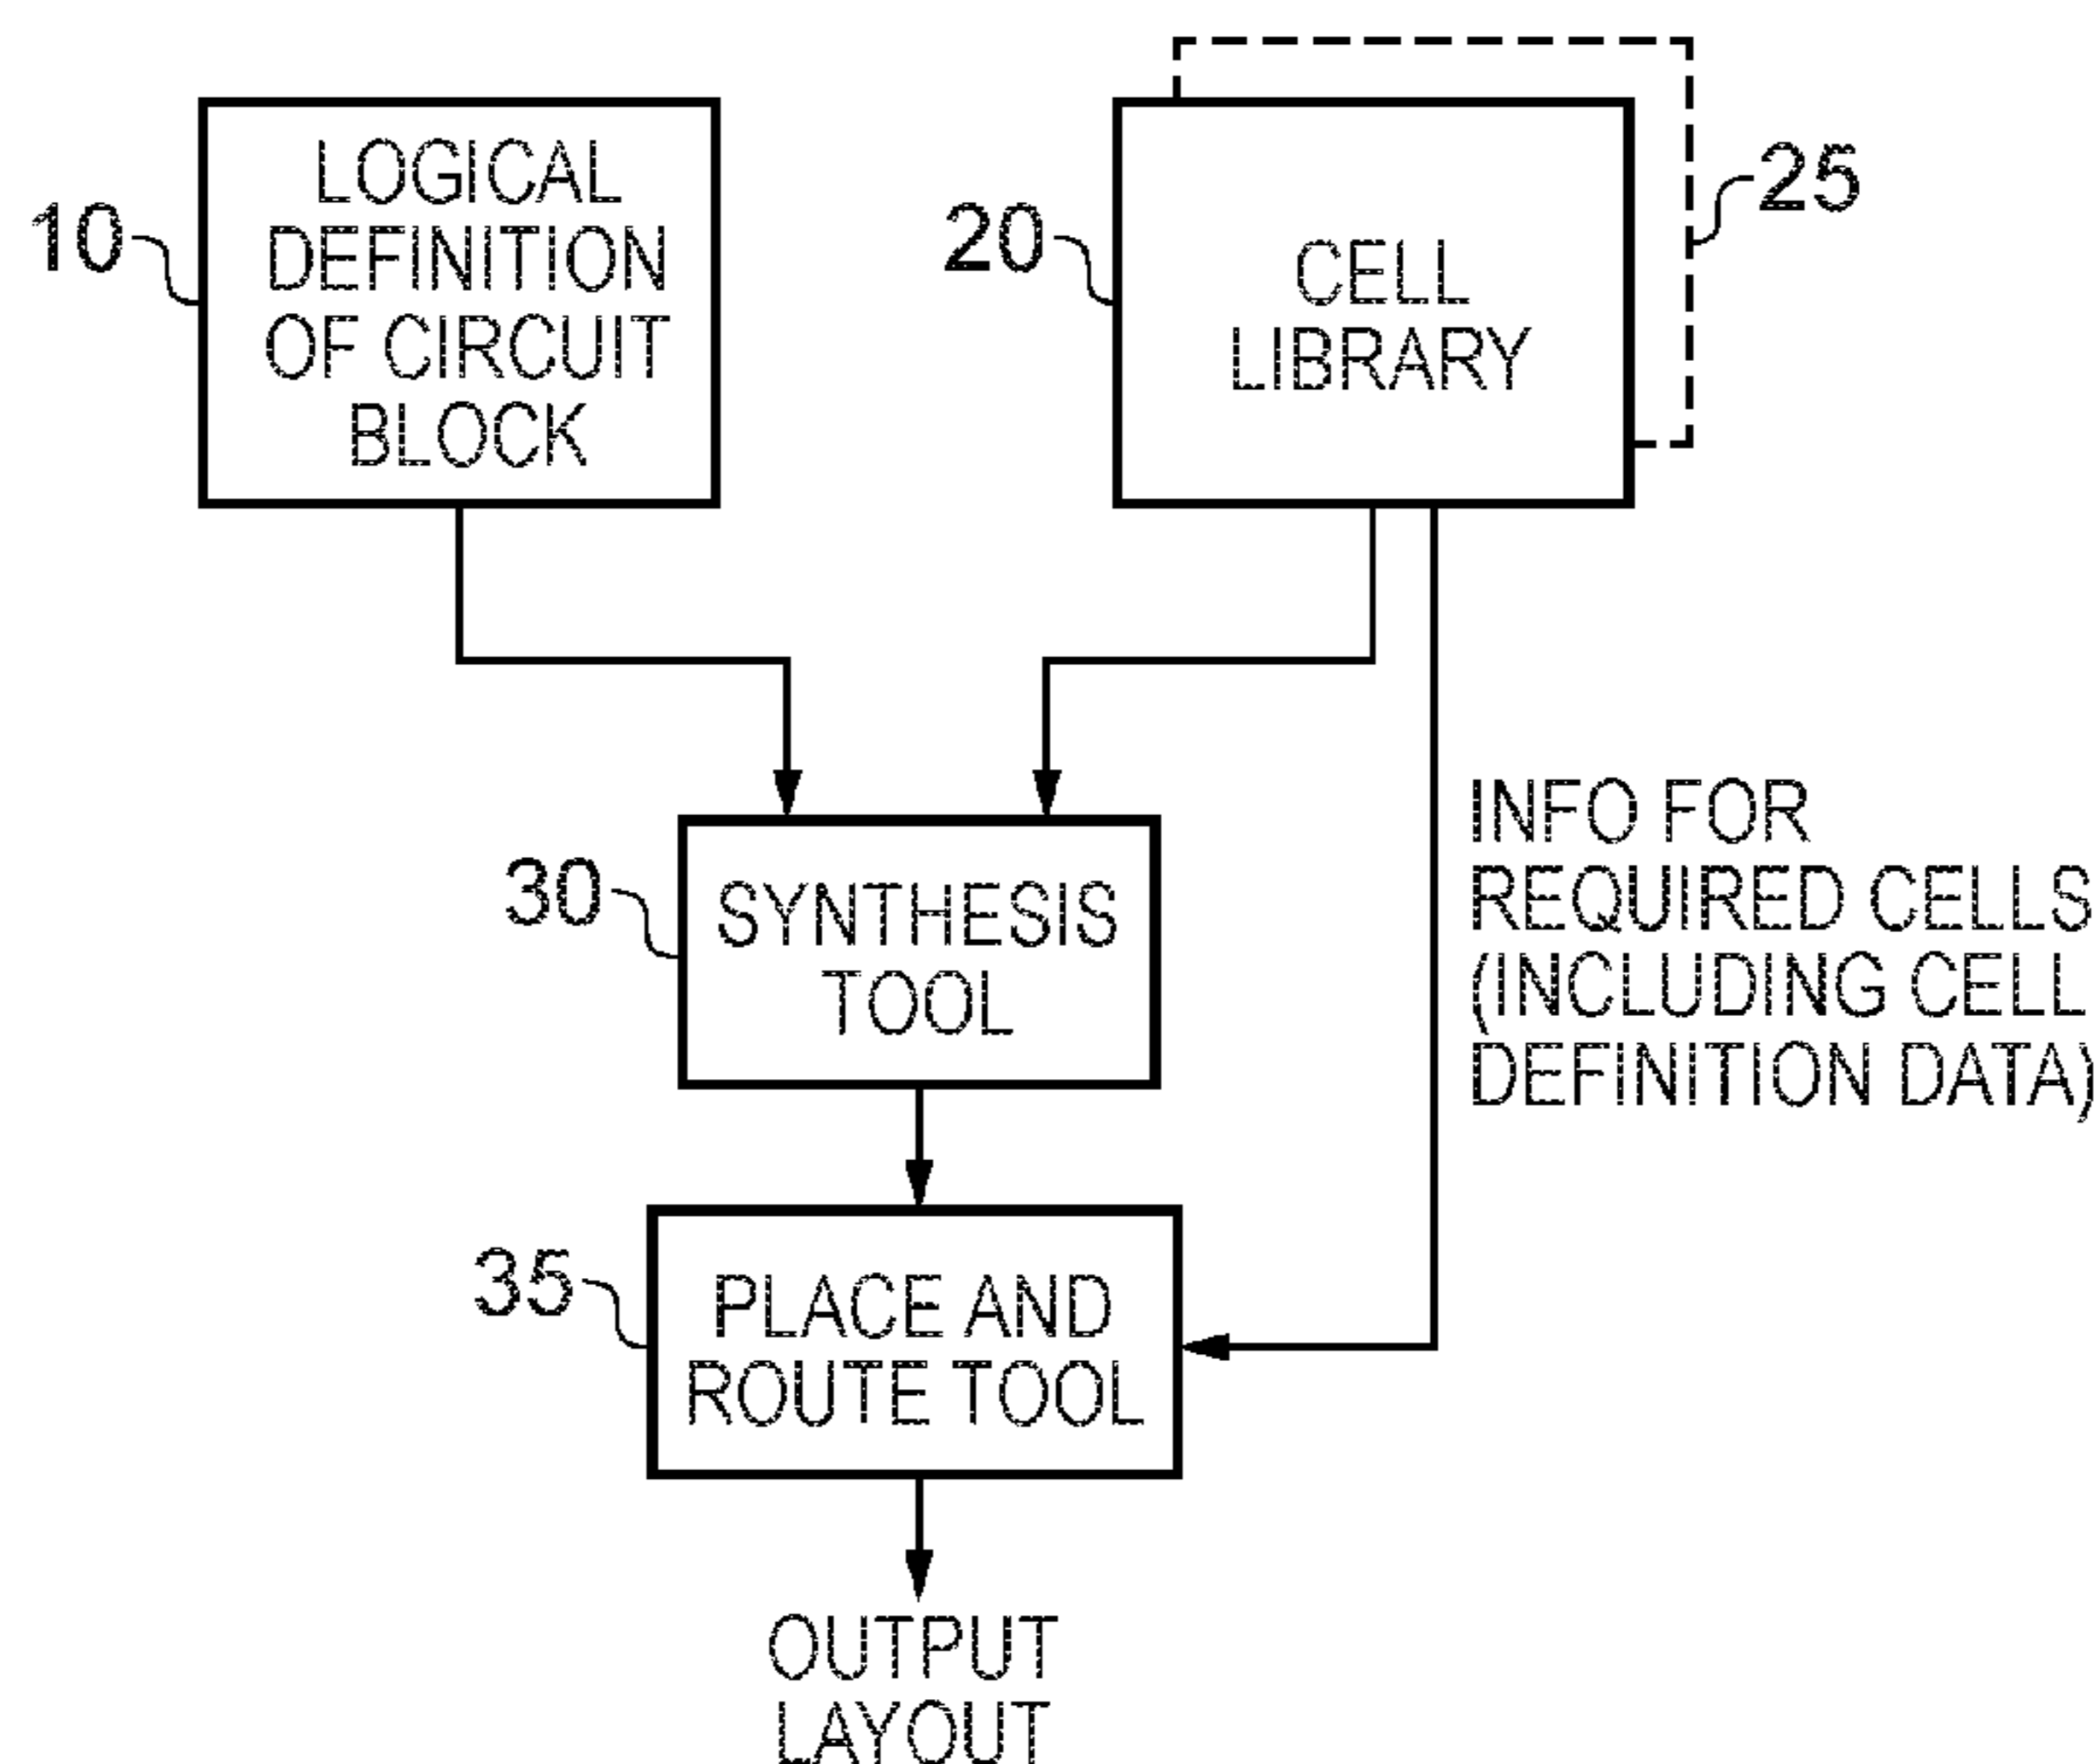 10
LOGICAL
DEFINITION
OF CIRCUIT
BLOCK
20
CELL
LIBRARY
25
30
SYNTHESIS
TOOL
INFO FOR
REQUIRED CELLS
(INCLUDING CELL
DEFINITION DATA)
35
PLACE AND
ROUTE TOOL
OUTPUT
LAYOUT